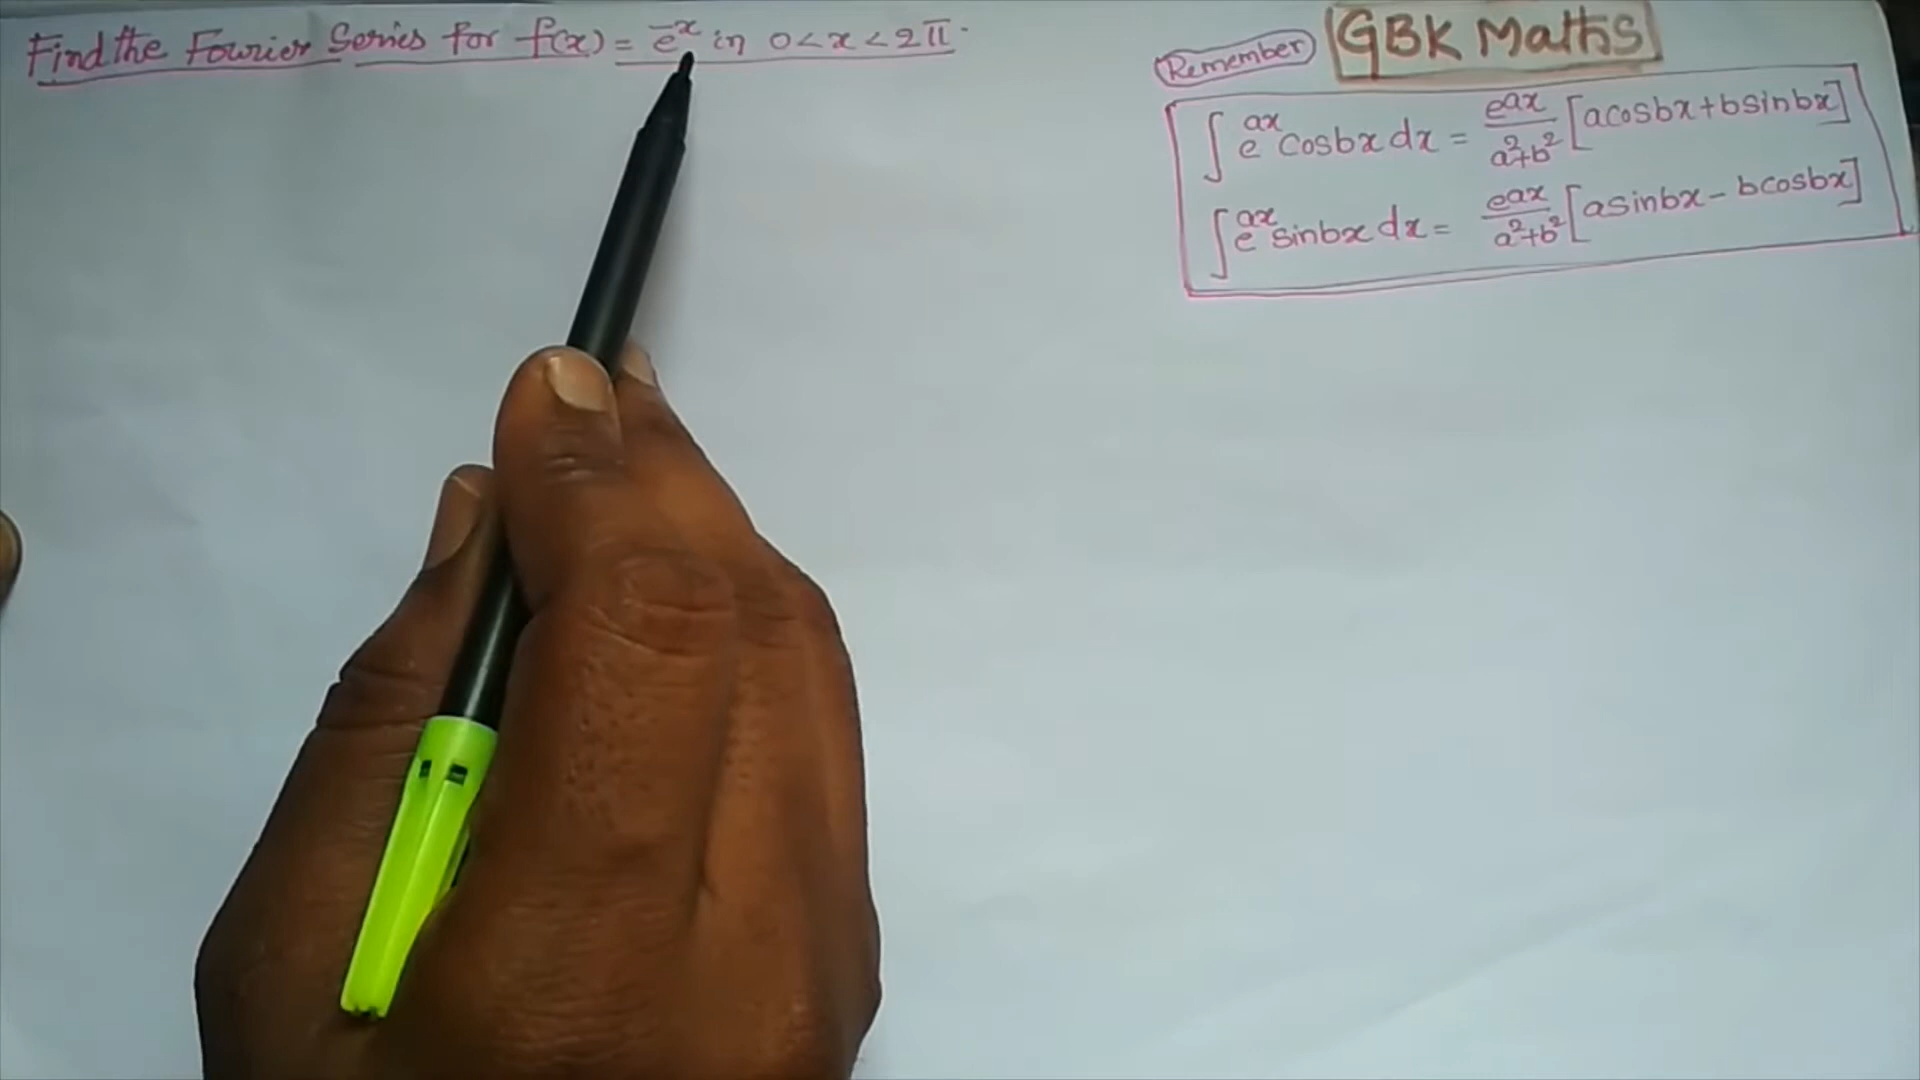 Find the Fourier Series for f(x) = e⁻ˣ in 0<x<2π.
GBK Maths
Remember
∫ e^ax cosbx dx = e^ax / a²+b² [acosbx+bsinbx]
∫ e^ax sinbx dx = e^ax / a²+b² [asinbx - bcosbx]